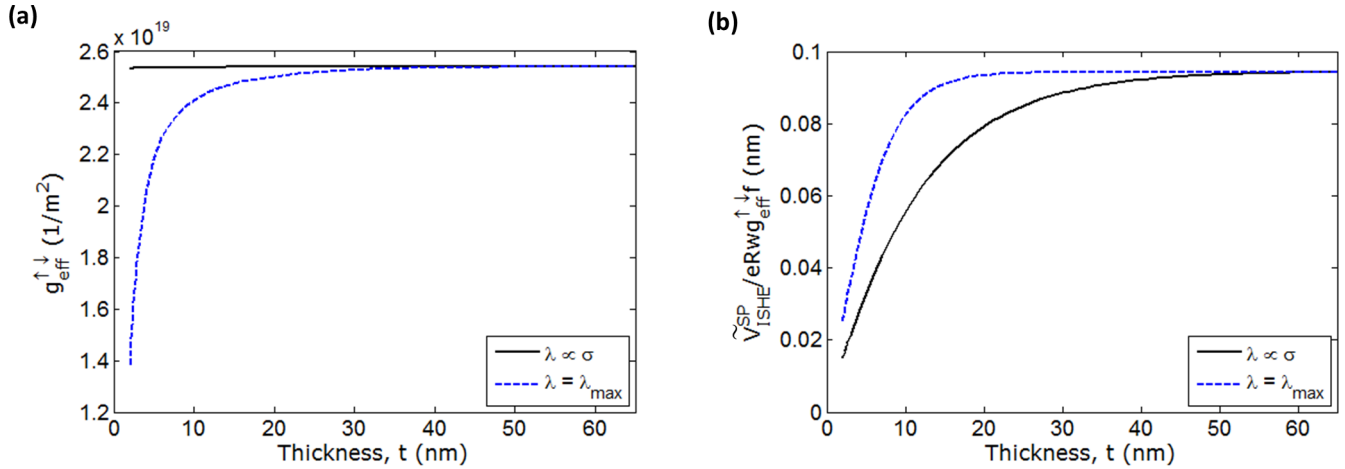 (a)
x 10^19
2.6
2.4
2.2
2
1.8
1.6
1.4
1.2
g_eff^↑↓ (1/m²)
0 10 20 30 40 50 60
Thickness, t (nm)
λ ∝ σ
λ = λ_max
(b)
0.1
0.08
0.06
0.04
0.02
0
Ṽ_ISHE^SP/eRwg_eff^↑↓f (nm)
0 10 20 30 40 50 60
Thickness, t (nm)
λ ∝ σ
λ = λ_max